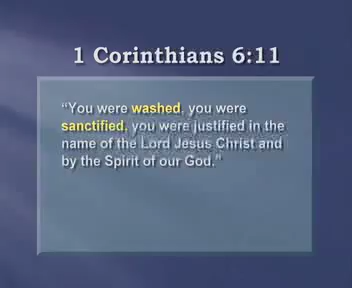 1 Corinthians 6:11
“You were washed, you were
sanctified, you were justified in the
name of the Lord Jesus Christ and
by the Spirit of our God.”